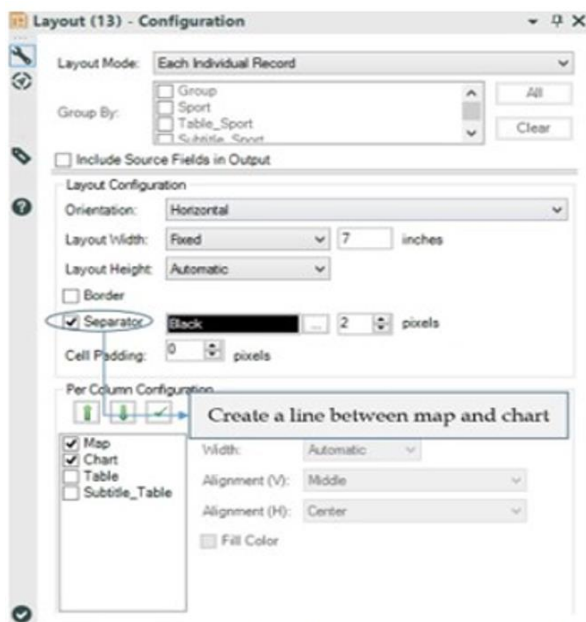 Layout (13) - Configuration
Layout Mode: Each Individual Record
Group By:
Group
Sport
Table_Sport
Subtitle_Sport
All
Clear
Include Source Fields in Output
Layout Configuration
Orientation: Horizontal
Layout Width: Fixed 7 inches
Layout Height: Automatic
Border
Separator Black ... 2 pixels
Cell Padding: 0 pixels
Per Column Configuration
Create a line between map and chart
Map
Chart
Table
Subtitle_Table
Width: Automatic
Alignment (V): Middle
Alignment (H): Center
Fill Color